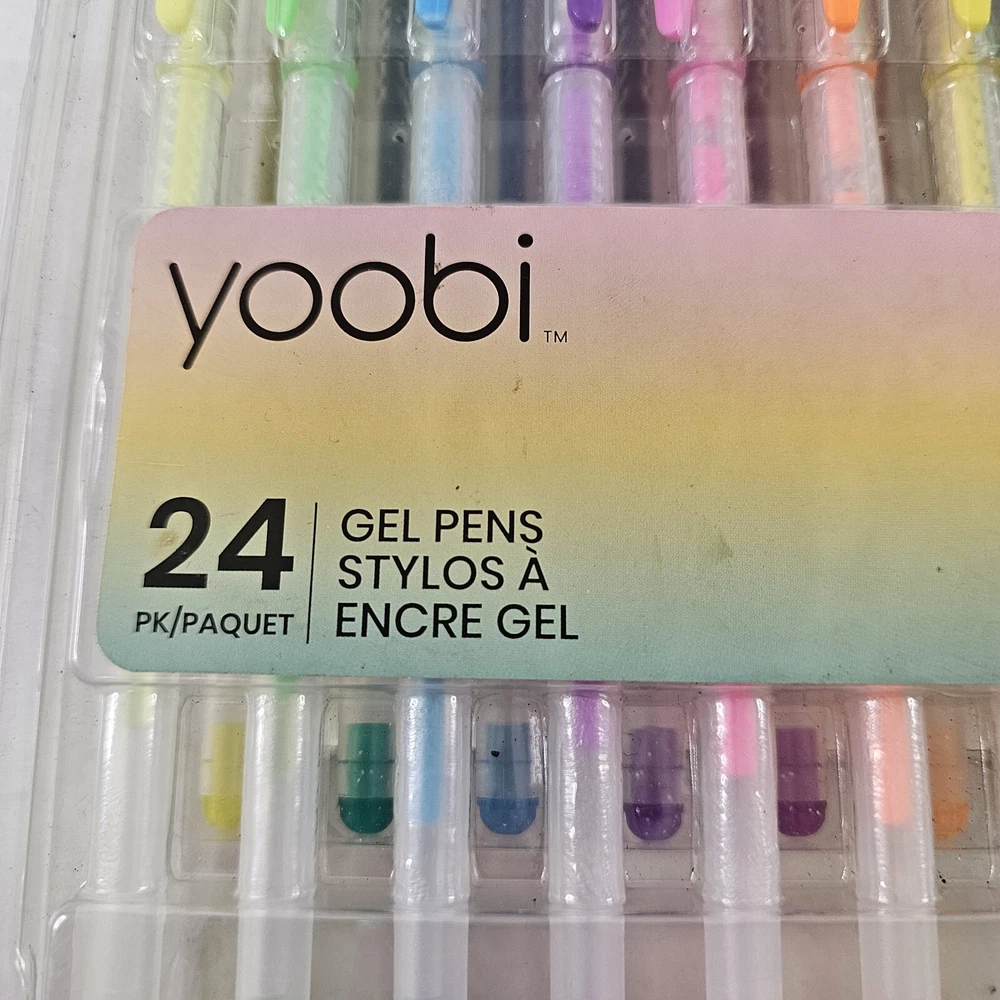 yoobi™
24
PK/PAQUET
GEL PENS
STYLOS À
ENCRE GEL